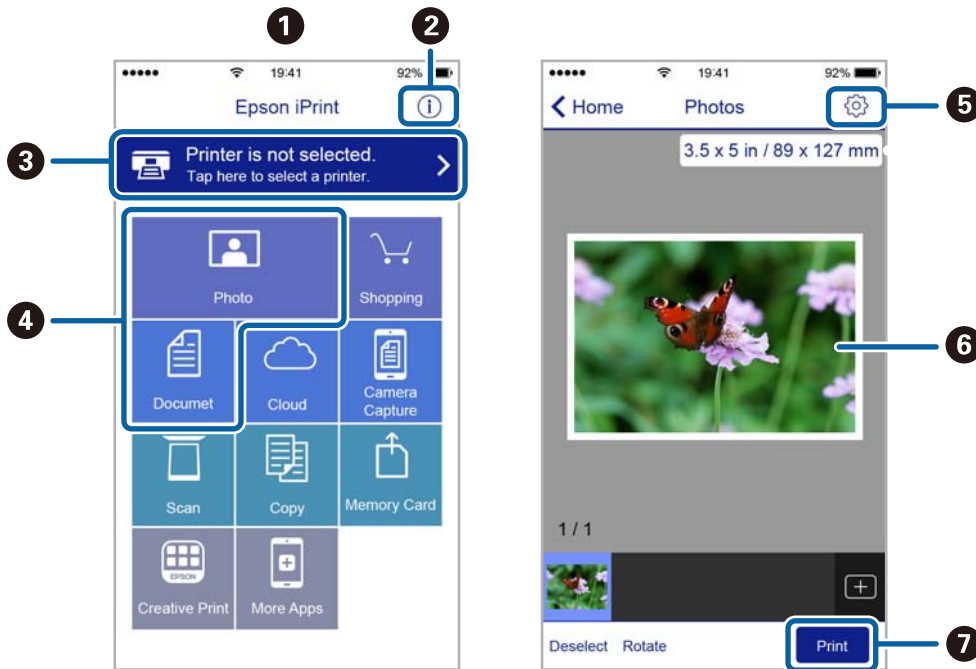 1
2
●●●●● 19:41 92%
Epson iPrint
i
3
Printer is not selected.
Tap here to select a printer.
4
Photo
Shopping
Documet
Cloud
Camera
Capture
Scan
Copy
Memory Card
EPSON
Creative Print
More Apps
●●●●● 19:41 92%
Home
Photos
5
3.5 x 5 in / 89 x 127 mm
6
1 / 1
Deselect
Rotate
Print
7